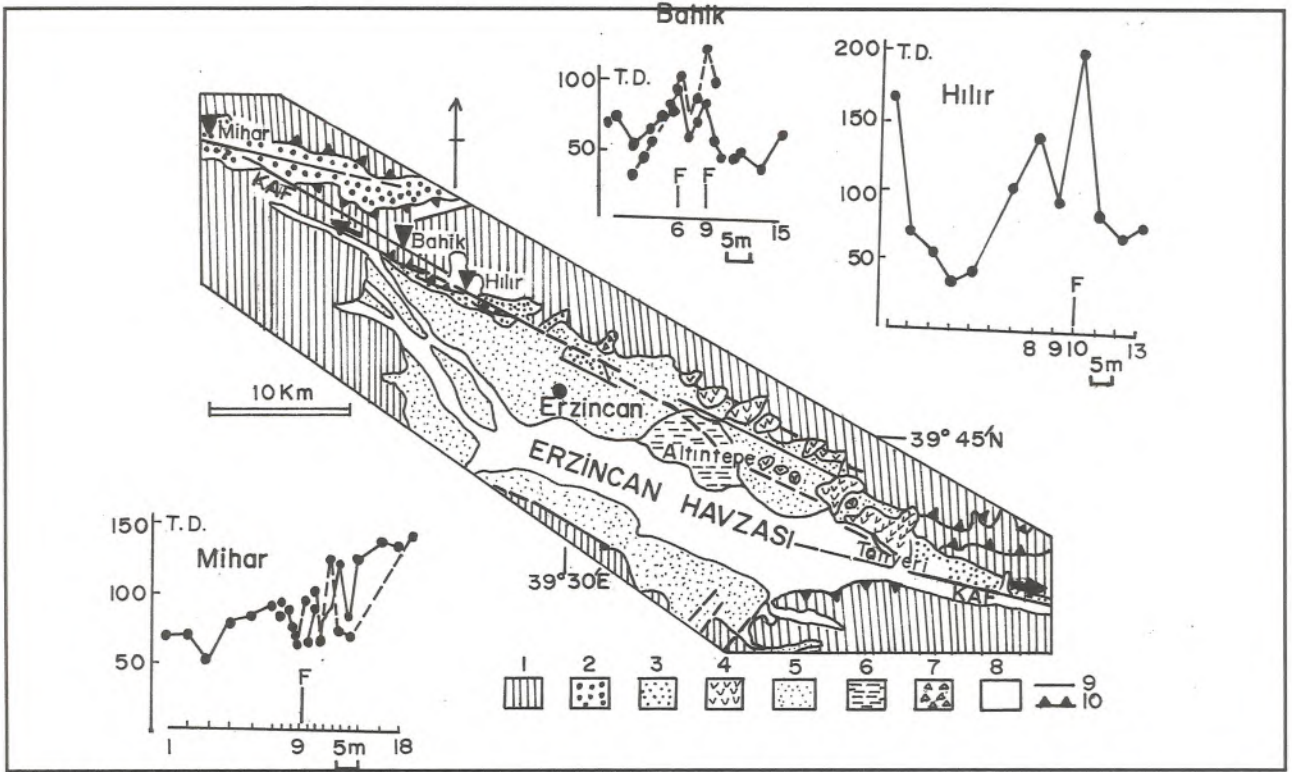 Bahik
100
T.D.
50
F F
6 9 15
5m
200
T.D.
Hılır
150
100
50
F
8 9 10 13
5m
Mihar
KAF
Bahik
Hılır
10 Km
Erzincan
39° 45'N
Altıntepe
ERZİNCAN HAVZASI
Tanyeri
39° 30'E
KAF
150
T.D.
Mihar
100
50
F
1 9 18
5m
1 2 3 4 5 6 7 8
9
10